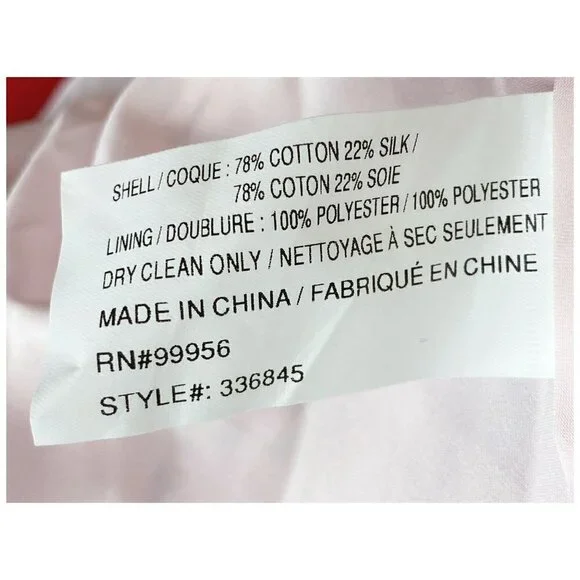 SHELL / COQUE : 78% COTTON 22% SILK /
78% COTON 22% SOIE
LINING / DOUBLURE : 100% POLYESTER / 100% POLYESTER
DRY CLEAN ONLY / NETTOYAGE À SEC SEULEMENT
MADE IN CHINA / FABRIQUÉ EN CHINE
RN#99956
STYLE#: 336845